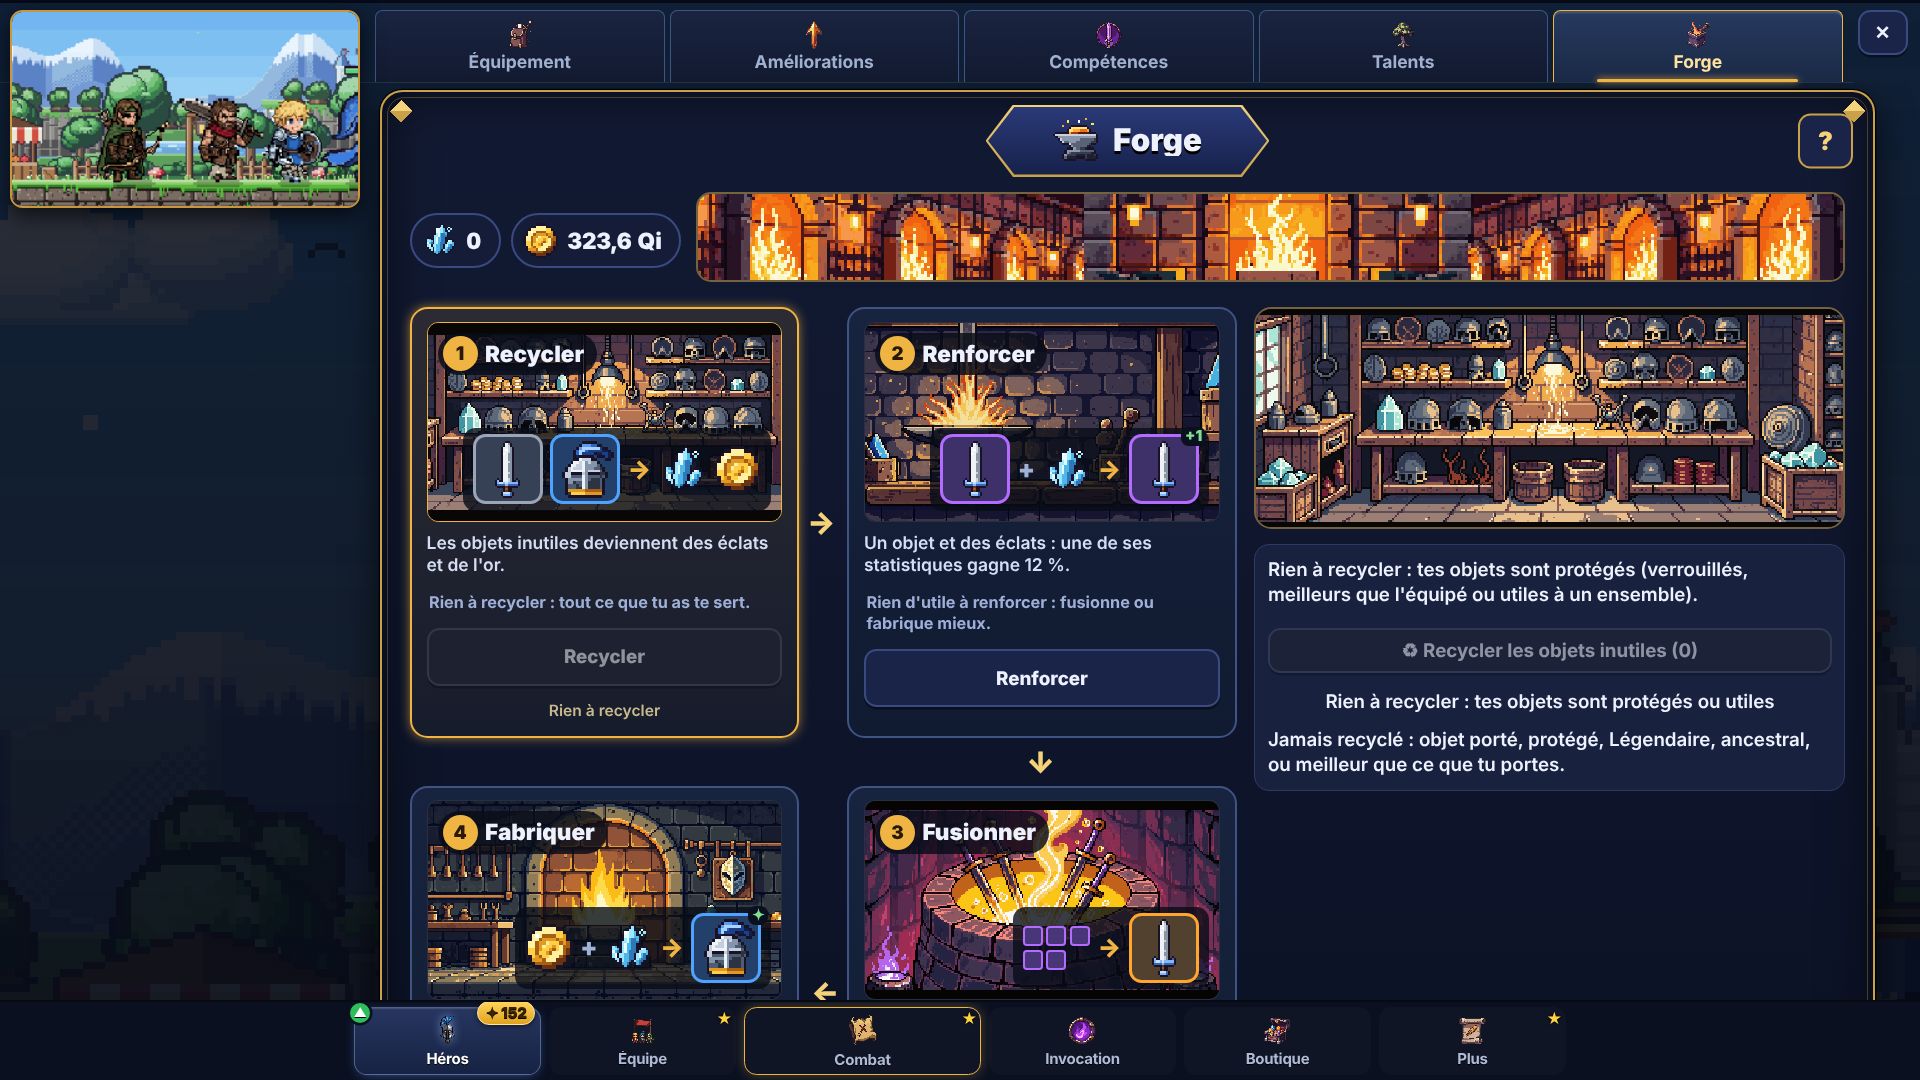 Équipement
Améliorations
Compétences
Talents
Forge
×
Forge
?
0
323,6 Qi
1 Recycler
Les objets inutiles deviennent des éclats
et de l'or.
Rien à recycler : tout ce que tu as te sert.
Recycler
Rien à recycler
2 Renforcer
+
+1
Un objet et des éclats : une de ses
statistiques gagne 12 %.
Rien d'utile à renforcer : fusionne ou
fabrique mieux.
Renforcer
Rien à recycler : tes objets sont protégés (verrouillés,
meilleurs que l'équipé ou utiles à un ensemble).
♻ Recycler les objets inutiles (0)
Rien à recycler : tes objets sont protégés ou utiles
Jamais recyclé : objet porté, protégé, Légendaire, ancestral,
ou meilleur que ce que tu portes.
4 Fabriquer
+
3 Fusionner
✦152
Héros
Équipe
Combat
Invocation
Boutique
Plus